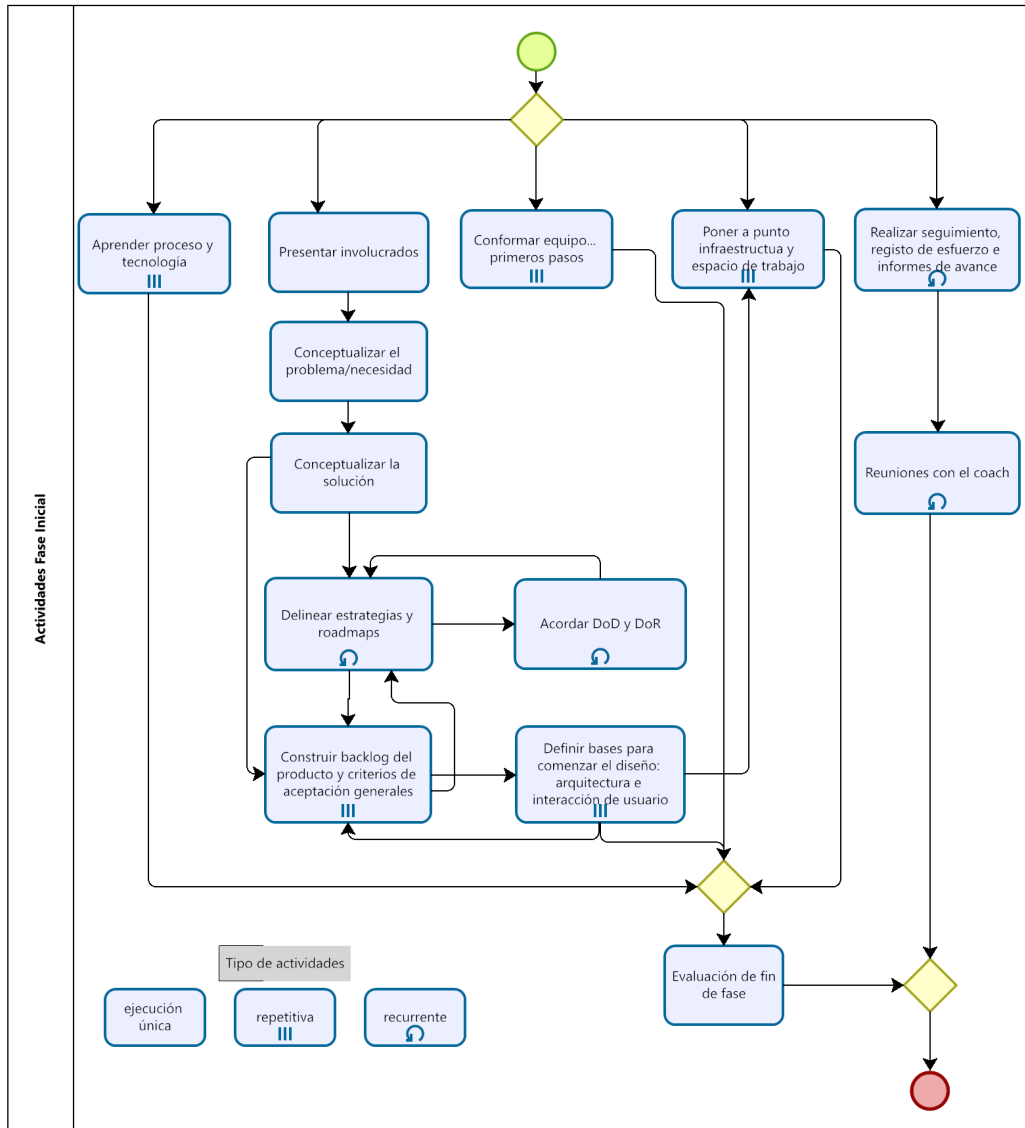 Actividades Fase Inicial
Aprender proceso y
tecnología
Presentar involucrados
Conformar equipo...
primeros pasos
Poner a punto
infraestructua y
espacio de trabajo
Realizar seguimiento,
registo de esfuerzo e
informes de avance
Conceptualizar el
problema/necesidad
Conceptualizar la
solución
Reuniones con el coach
Delinear estrategias y
roadmaps
Acordar DoD y DoR
Construir backlog del
producto y criterios de
aceptación generales
Definir bases para
comenzar el diseño:
arquitectura e
interacción de usuario
Evaluación de fin
de fase
Tipo de actividades
ejecución
única
repetitiva
recurrente